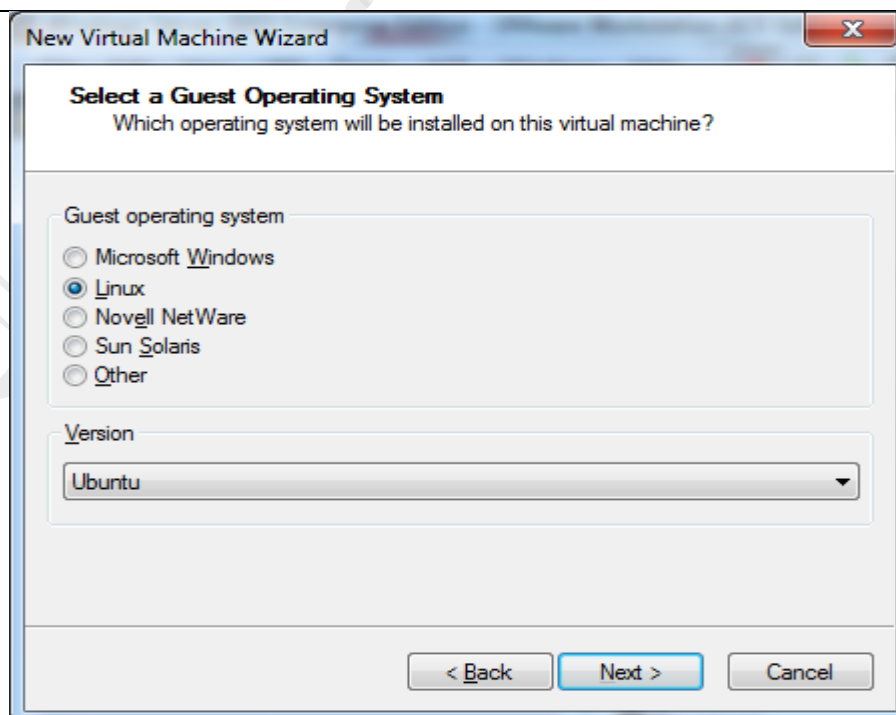 New Virtual Machine Wizard
Select a Guest Operating System
Which operating system will be installed on this virtual machine?
Guest operating system
Microsoft Windows
Linux
Novell NetWare
Sun Solaris
Other
Version
Ubuntu
< Back Next > Cancel